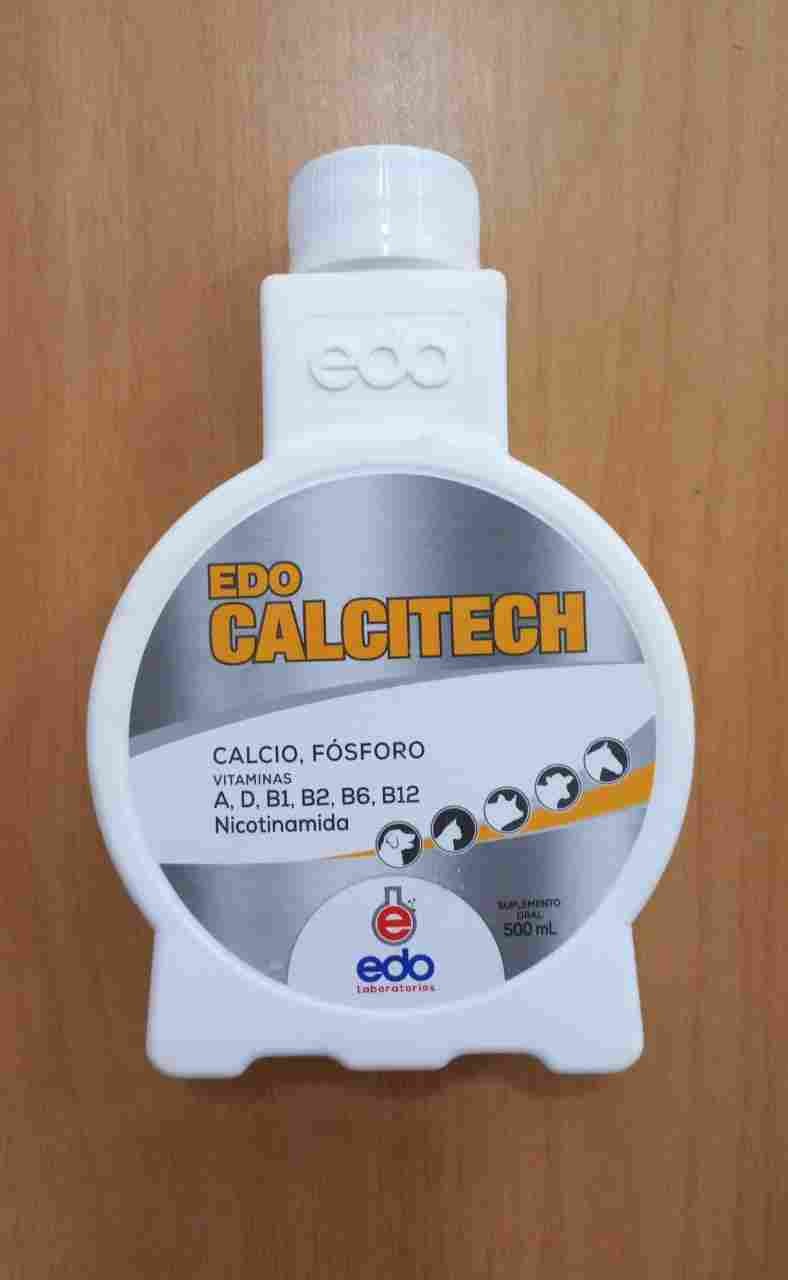 edo
EDO
CALCITECH
CALCIO, FÓSFORO
VITAMINAS
A, D, B1, B2, B6, B12
Nicotinamida
SUPLEMENTO
ORAL
500 mL
e
edo
Laboratorios